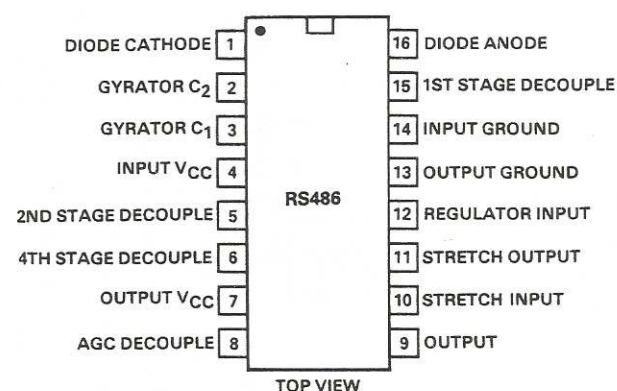 DIODE CATHODE 1
16 DIODE ANODE
GYRATOR C2 2
15 1ST STAGE DECOUPLE
GYRATOR C1 3
14 INPUT GROUND
INPUT VCC 4
13 OUTPUT GROUND
RS486
2ND STAGE DECOUPLE 5
12 REGULATOR INPUT
4TH STAGE DECOUPLE 6
11 STRETCH OUTPUT
OUTPUT VCC 7
10 STRETCH INPUT
AGC DECOUPLE 8
9 OUTPUT
TOP VIEW